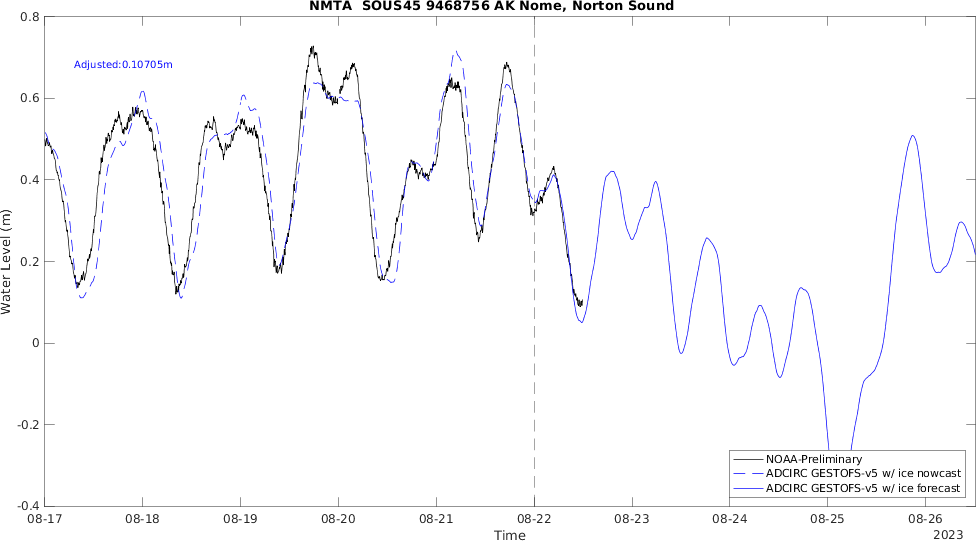 NMTA  SOUS45 9468756 AK Nome, Norton Sound
Adjusted:0.10705m
Water Level (m)
0.8
0.6
0.4
0.2
0
-0.2
-0.4
NOAA-Preliminary
ADCIRC GESTOFS-v5 w/ ice nowcast
ADCIRC GESTOFS-v5 w/ ice forecast
08-17 08-18 08-19 08-20 08-21 08-22 08-23 08-24 08-25 08-26
Time
2023